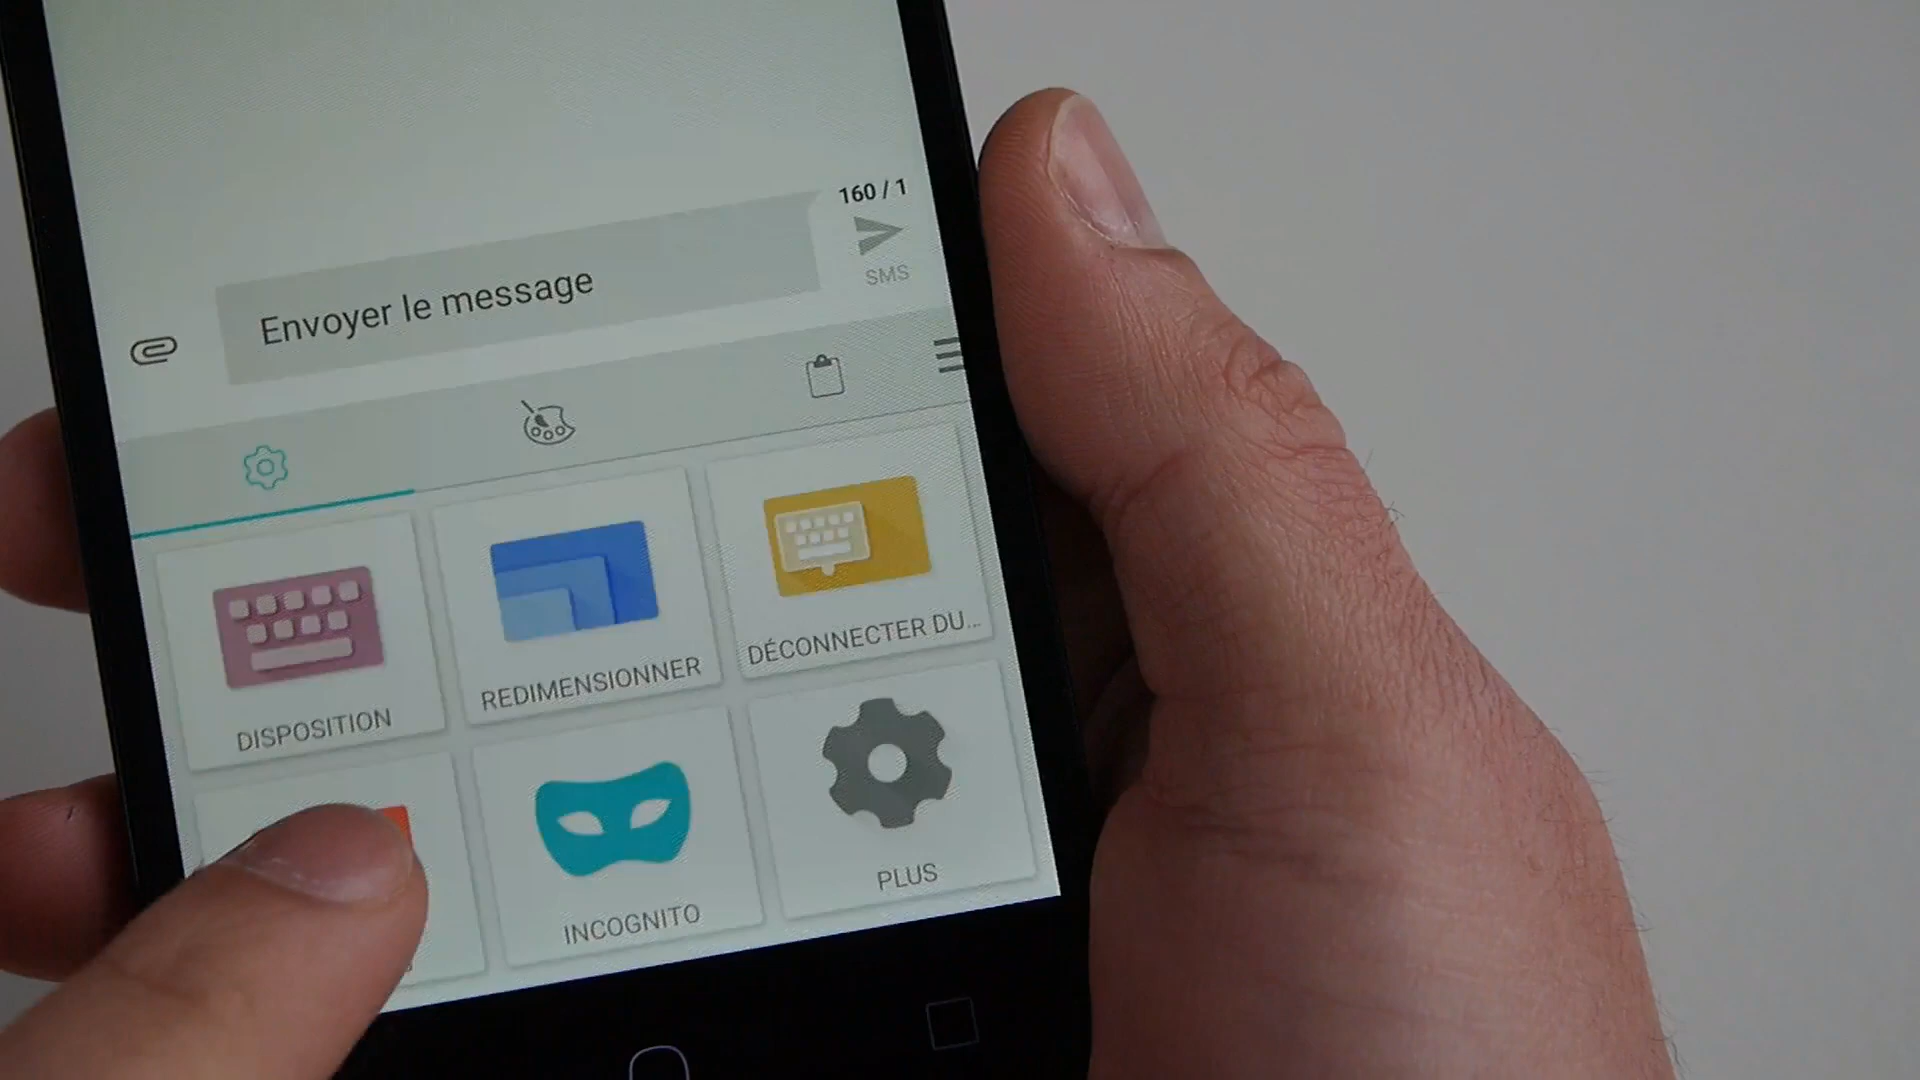 160 / 1
Envoyer le message
SMS
DISPOSITION
REDIMENSIONNER
DÉCONNECTER DU...
INCOGNITO
PLUS